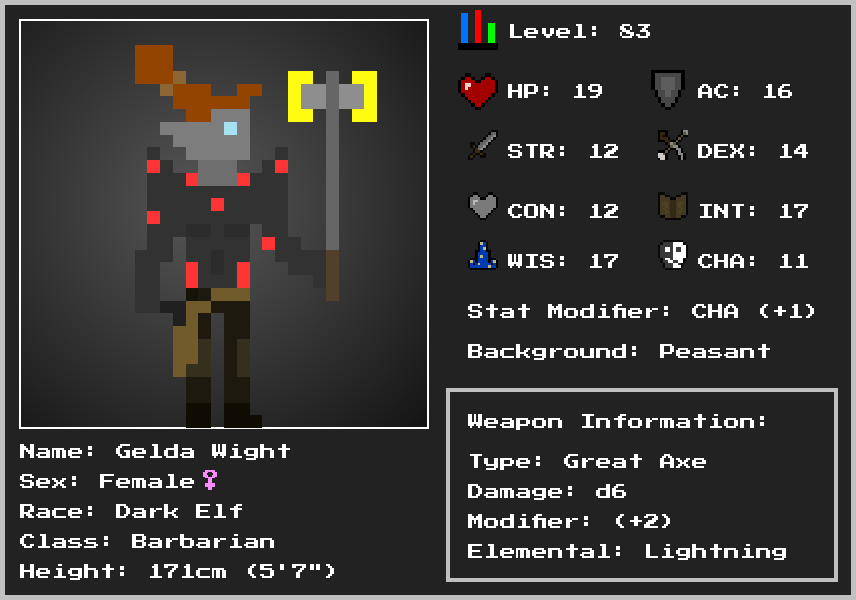 Level: 83
HP: 19
AC: 16
STR: 12
DEX: 14
CON: 12
INT: 17
WIS: 17
CHA: 11
Stat Modifier: CHA (+1)
Background: Peasant
Weapon Information:
Type: Great Axe
Damage: d6
Modifier: (+2)
Elemental: Lightning
Name: Gelda Wight
Sex: Female♀
Race: Dark Elf
Class: Barbarian
Height: 171cm (5'7")